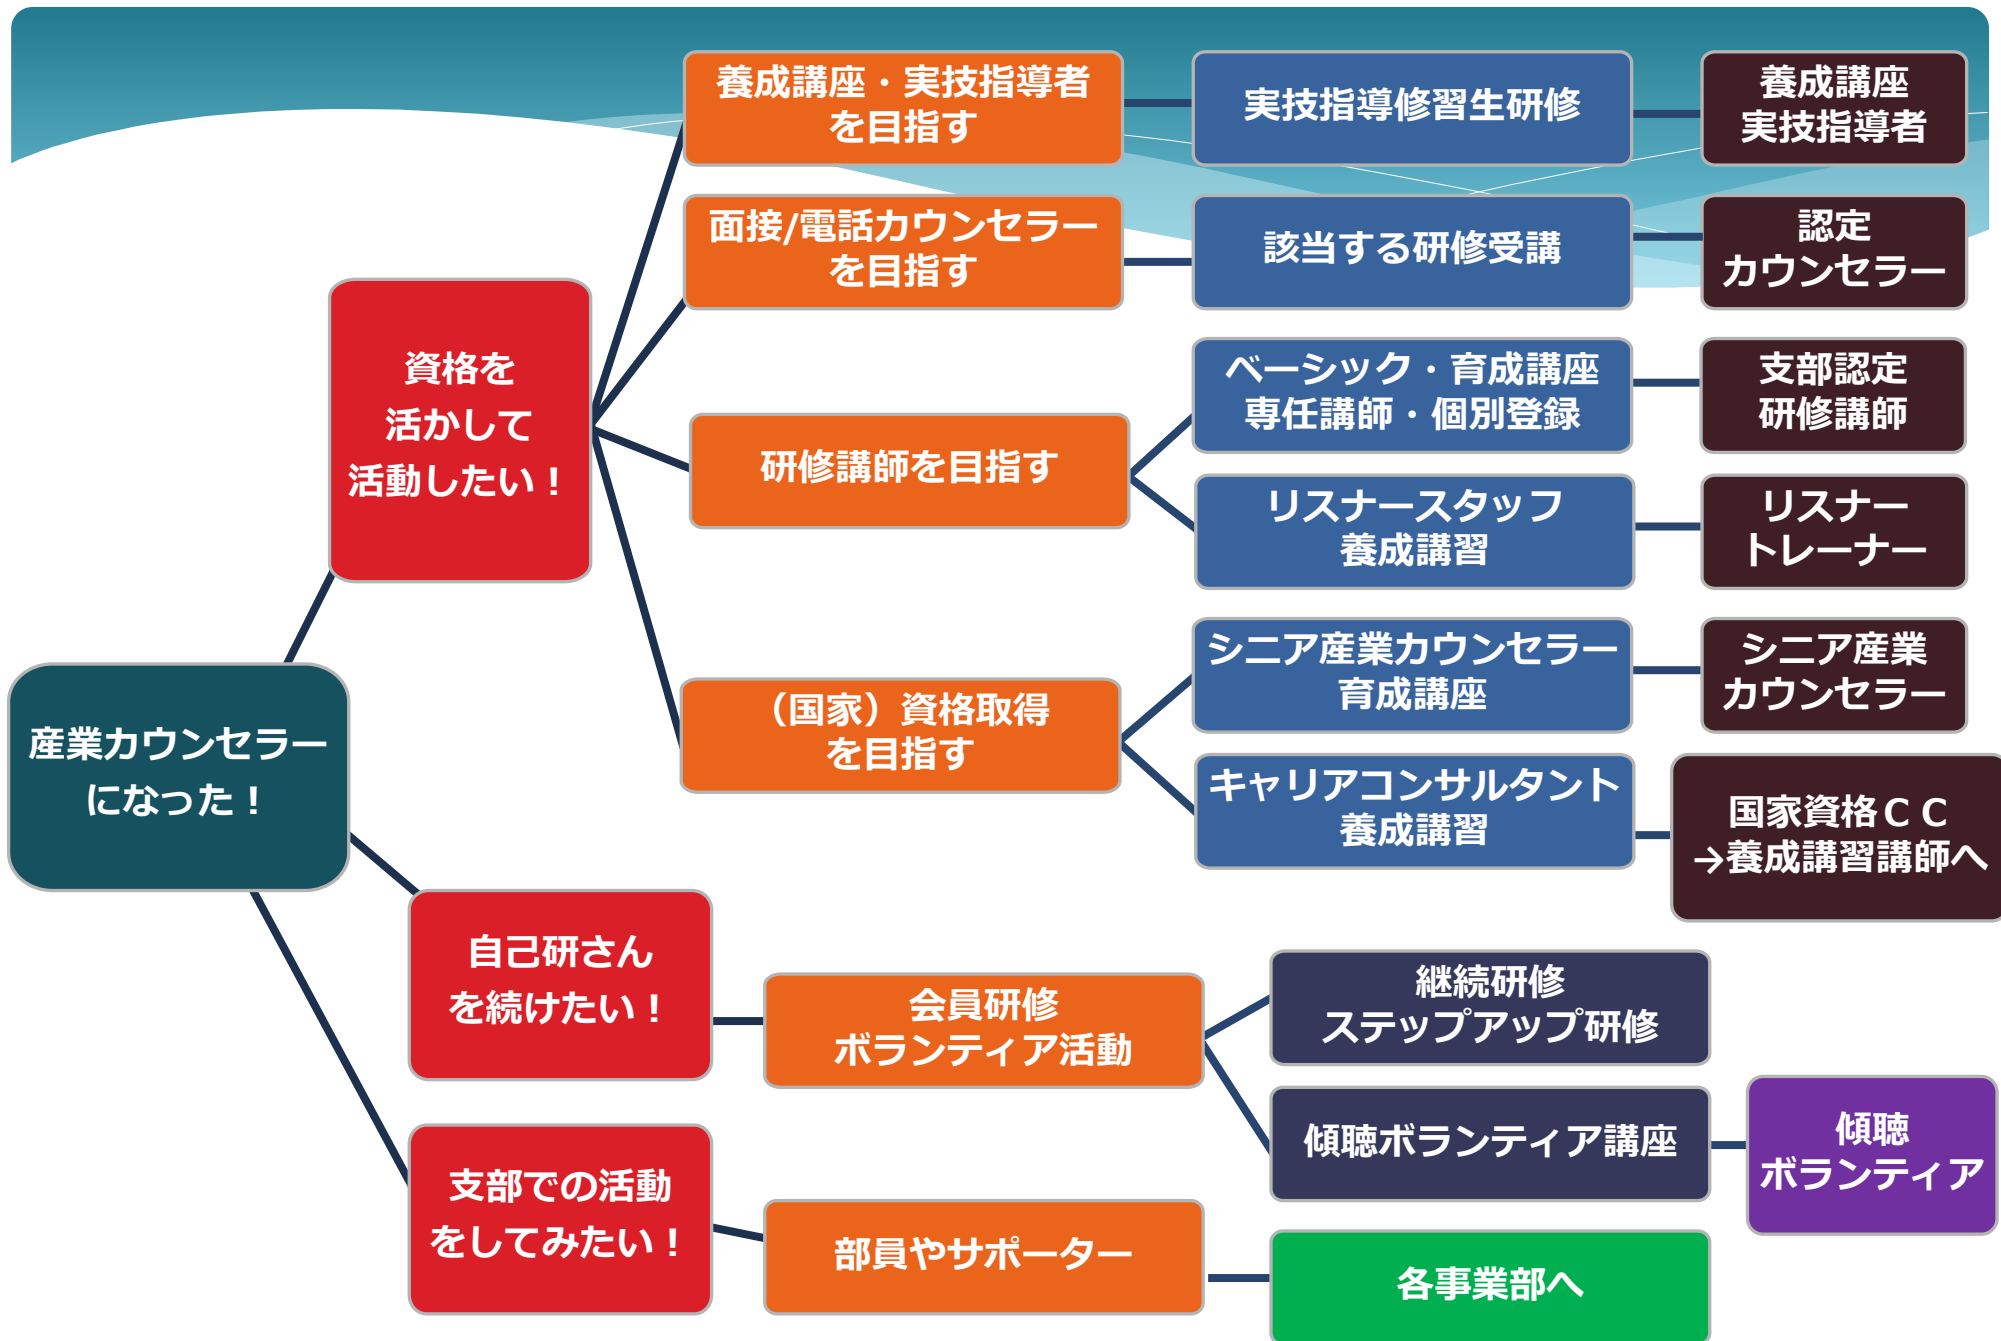 養成講座・実技指導者
を目指す
実技指導修習生研修
養成講座
実技指導者
面接/電話カウンセラー
を目指す
該当する研修受講
認定
カウンセラー
資格を
活かして
活動したい！
研修講師を目指す
ベーシック・育成講座
専任講師・個別登録
支部認定
研修講師
リスナースタッフ
養成講習
リスナー
トレーナー
（国家）資格取得
を目指す
シニア産業カウンセラー
育成講座
シニア産業
カウンセラー
キャリアコンサルタント
養成講習
国家資格ＣＣ
→養成講習講師へ
産業カウンセラー
になった！
自己研さん
を続けたい！
会員研修
ボランティア活動
継続研修
ステップアップ研修
傾聴ボランティア講座
傾聴
ボランティア
支部での活動
をしてみたい！
部員やサポーター
各事業部へ